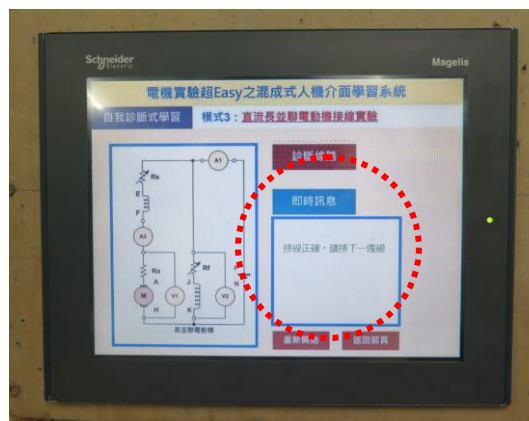 Schneider
Electric
Magelis
電機實驗超Easy之混成式人機介面學習系統
自我診斷式學習
模式3：直流長並聯電動機接線實驗
A1
Rs
E
F
A2
Ra
A
M
V1
H
Rf
J
K
V2
P
N
長並聯電動機
即時訊息
接線正確，請接下一條線
重新開始
返回前頁